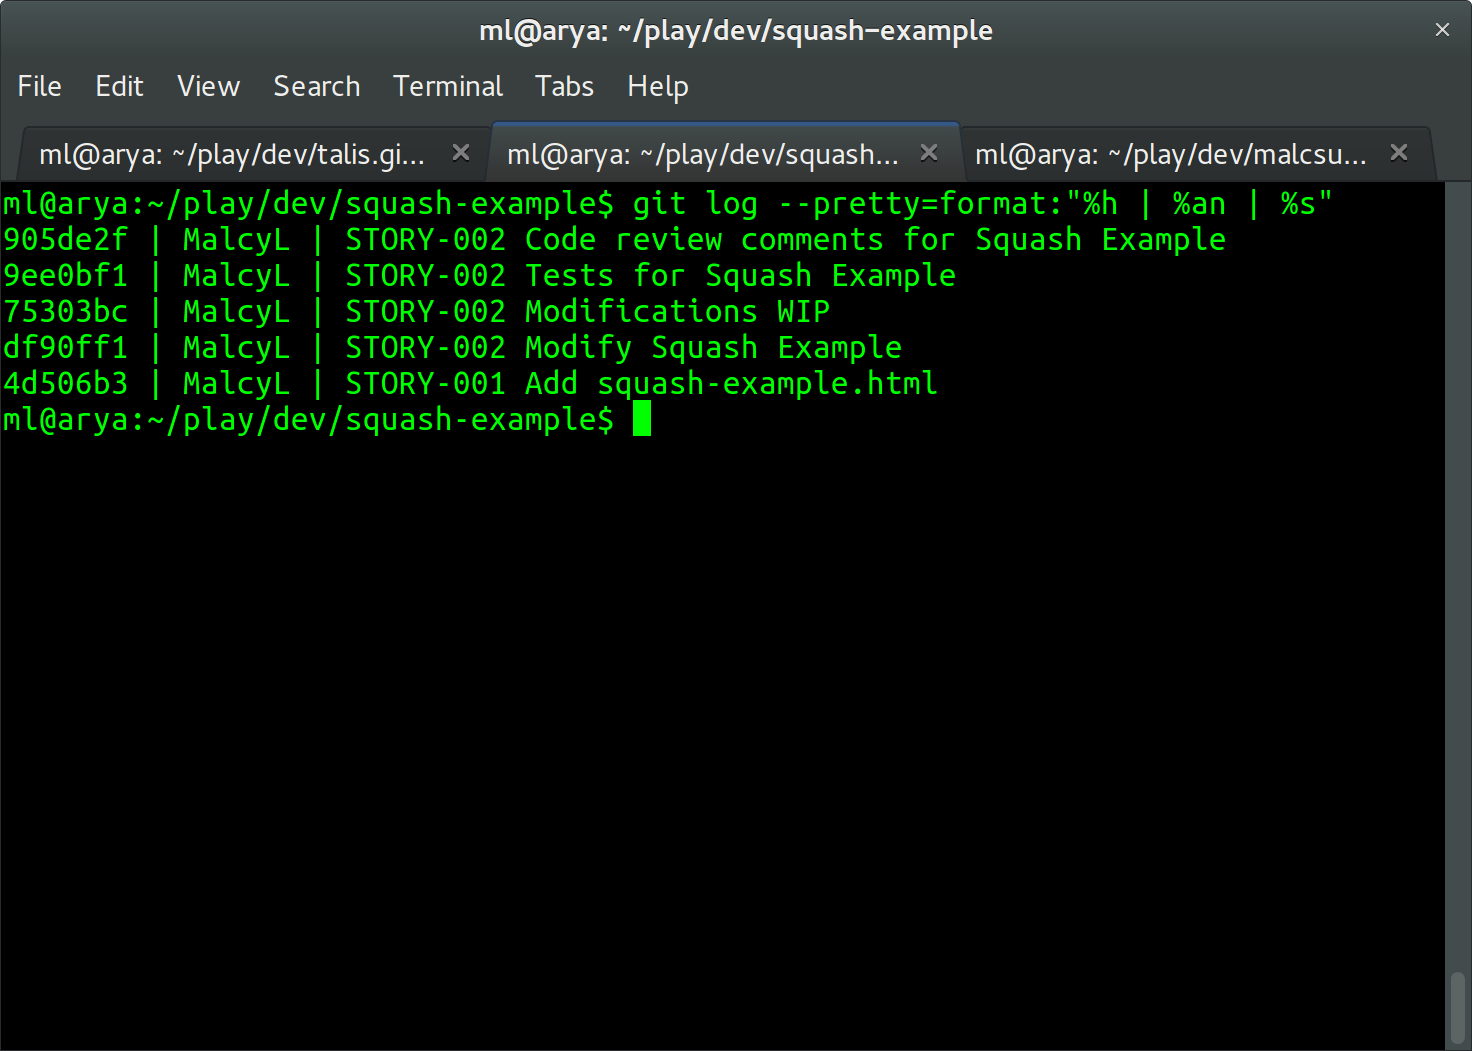 ml@arya: ~/play/dev/squash-example
File Edit View Search Terminal Tabs Help
ml@arya: ~/play/dev/talis.gi... ml@arya: ~/play/dev/squash... ml@arya: ~/play/dev/malcsu...
ml@arya:~/play/dev/squash-example$ git log --pretty=format:"%h | %an | %s"
905de2f | MalcyL | STORY-002 Code review comments for Squash Example
9ee0bf1 | MalcyL | STORY-002 Tests for Squash Example
75303bc | MalcyL | STORY-002 Modifications WIP
df90ff1 | MalcyL | STORY-002 Modify Squash Example
4d506b3 | MalcyL | STORY-001 Add squash-example.html
ml@arya:~/play/dev/squash-example$